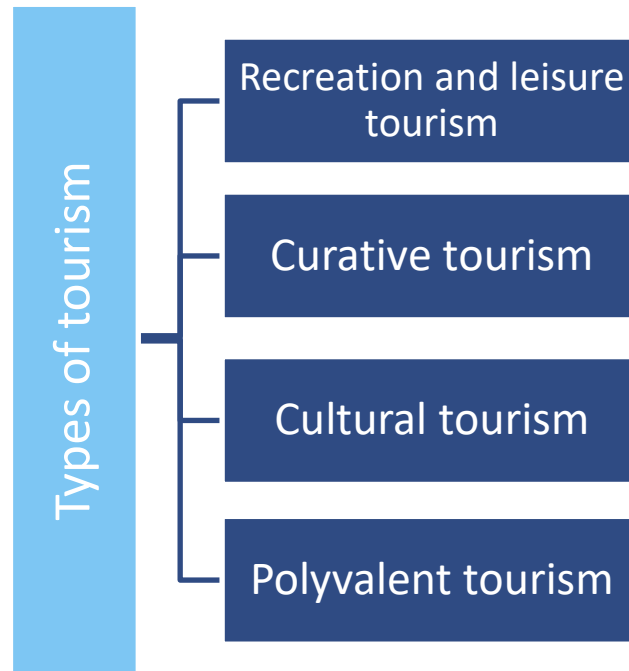 Types of tourism
Recreation and leisure
tourism
Curative tourism
Cultural tourism
Polyvalent tourism